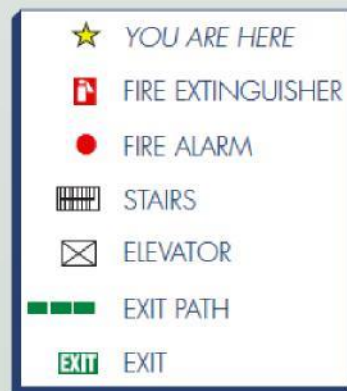 YOU ARE HERE
FIRE EXTINGUISHER
FIRE ALARM
STAIRS
ELEVATOR
EXIT PATH
EXIT EXIT